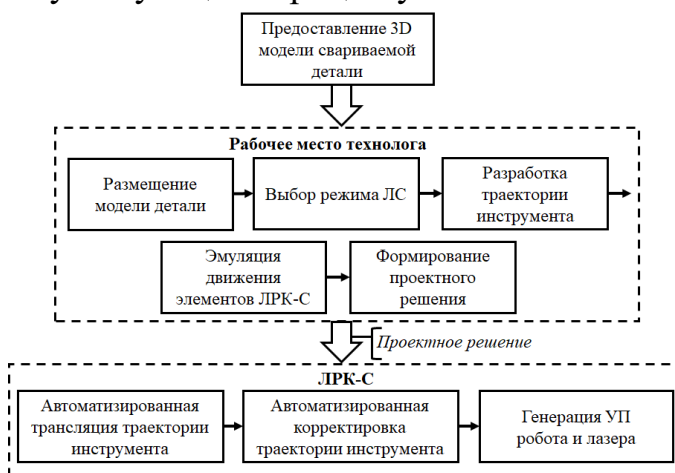 Предоставление 3D
модели свариваемой
детали
Рабочее место технолога
Размещение
модели детали
Выбор режима ЛС
Разработка
траектории
инструмента
Эмуляция
движения
элементов ЛРК-С
Формирование
проектного
решения
Проектное решение
ЛРК-С
Автоматизированная
трансляция траектории
инструмента
Автоматизированная
корректировка
траектории инструмента
Генерация УП
робота и лазера